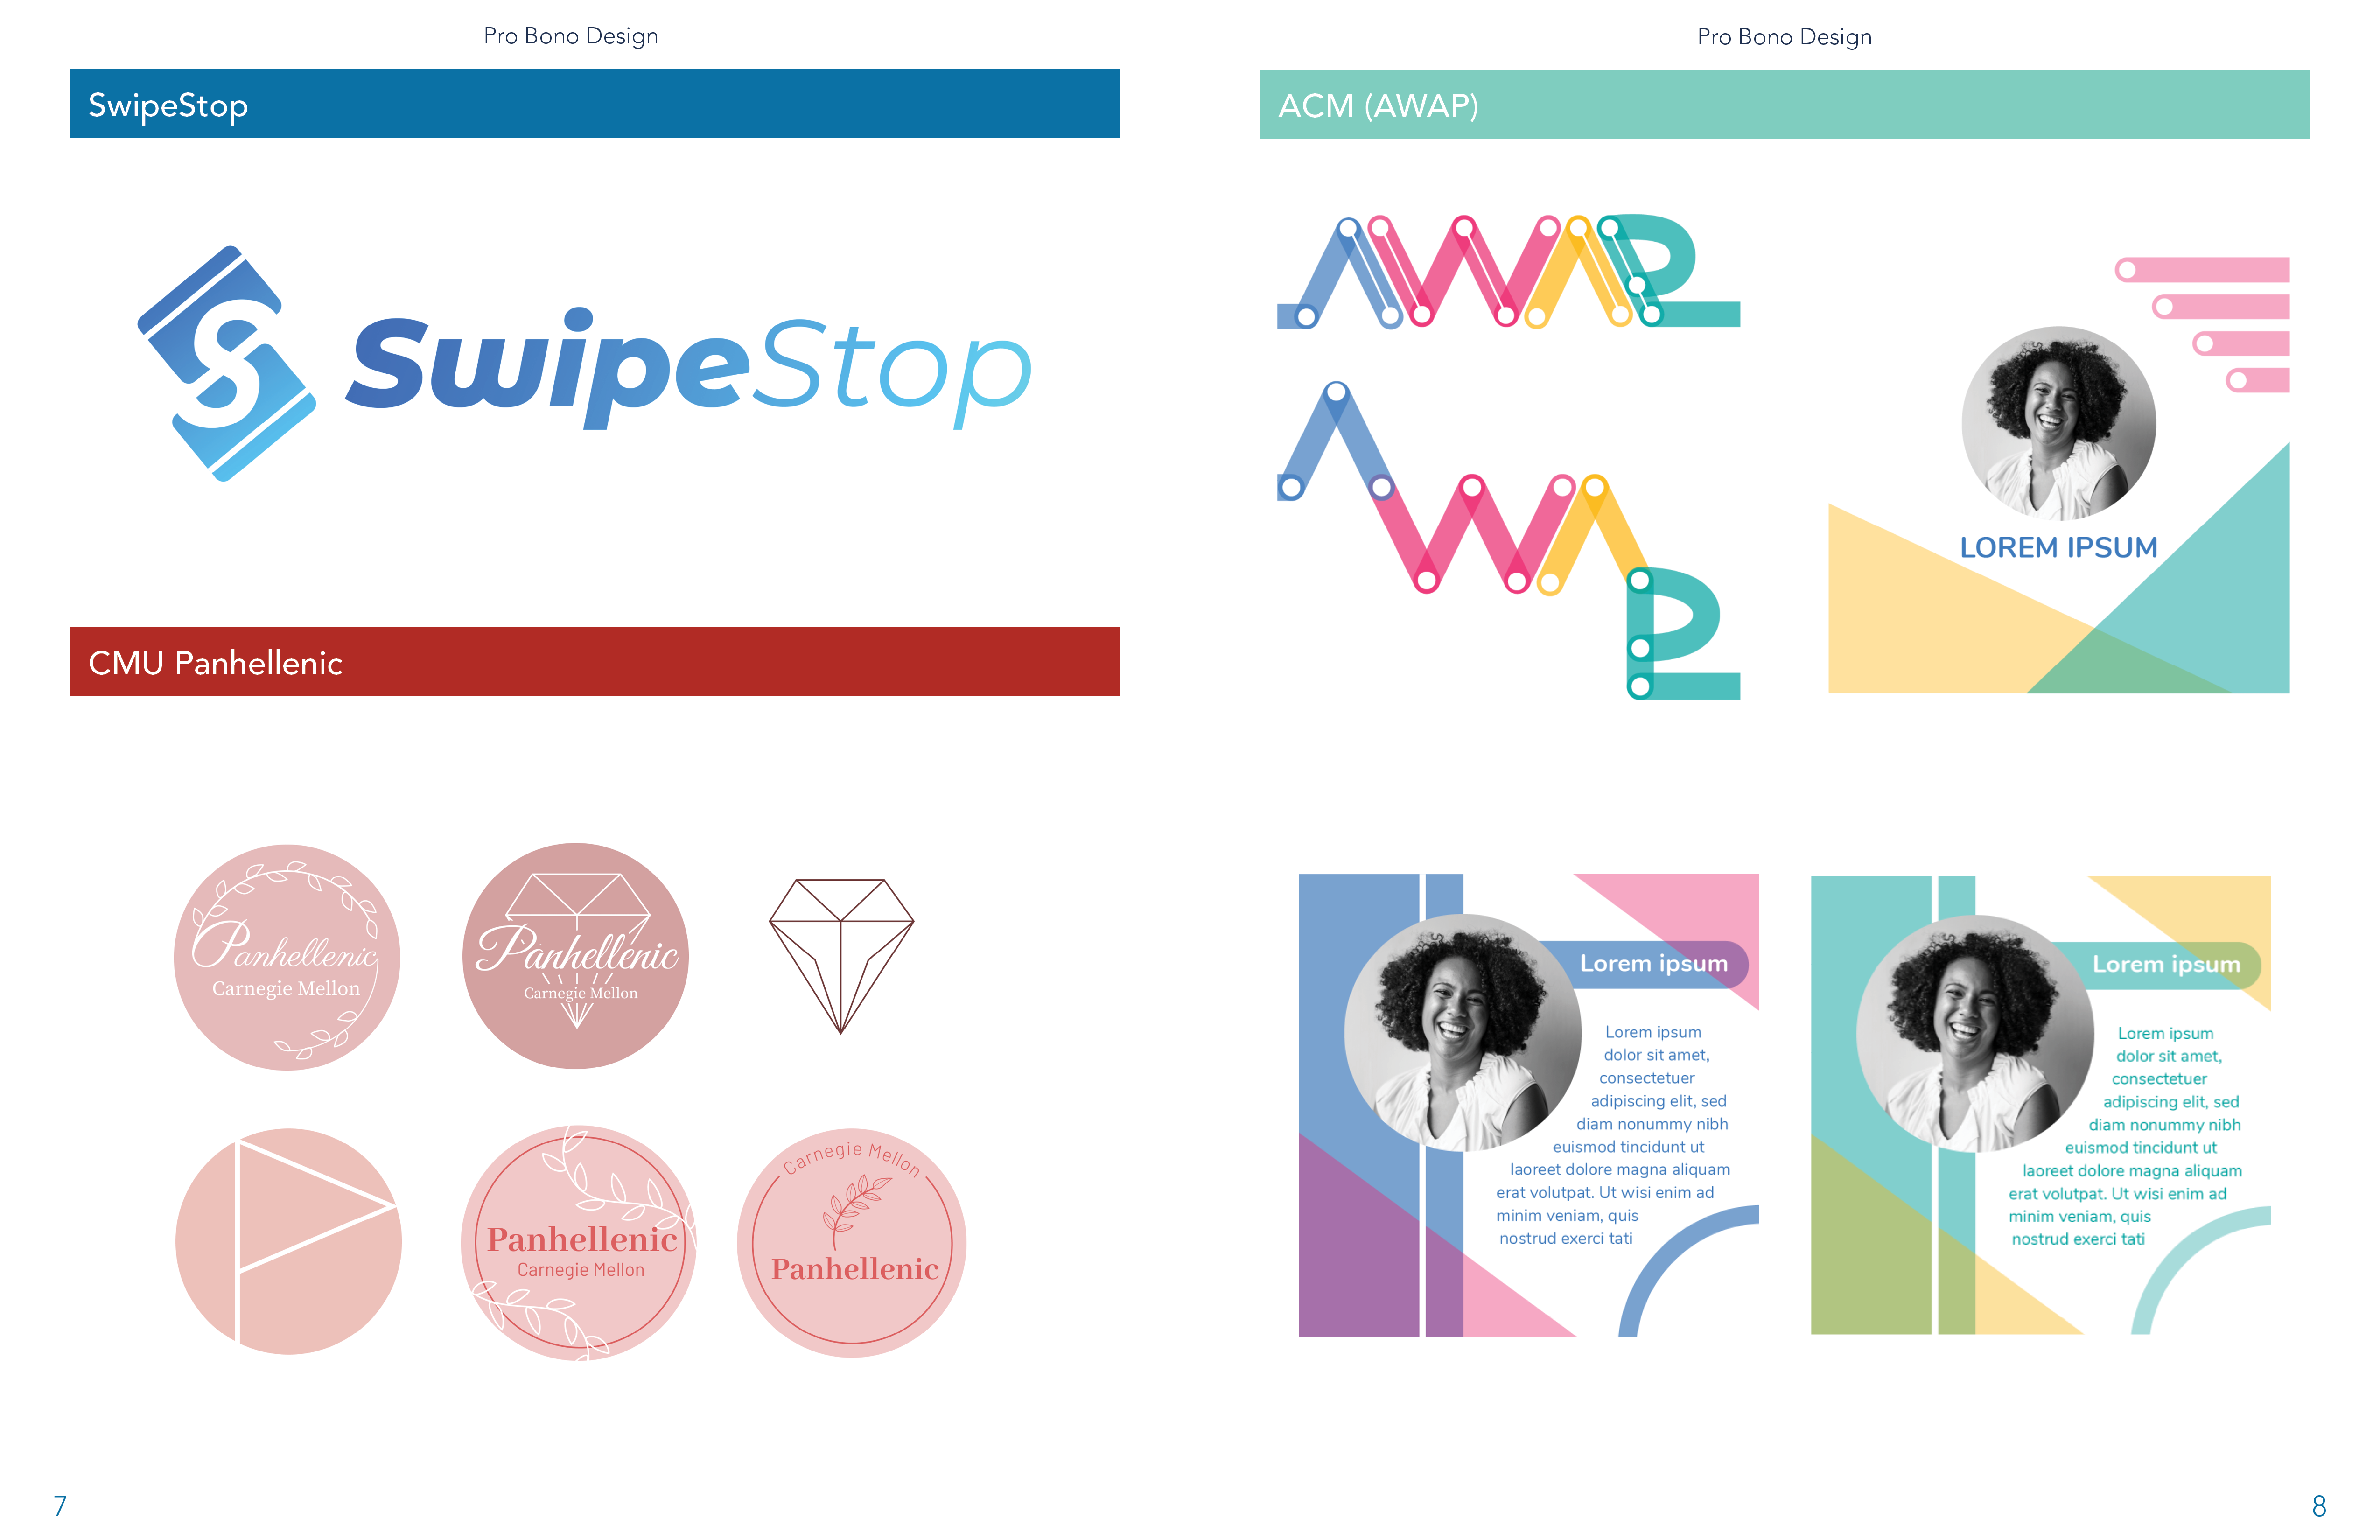 Pro Bono Design
SwipeStop
SwipeStop
CMU Panhellenic
Panhellenic
Carnegie Mellon
Panhellenic
Carnegie Mellon
Panhellenic
Carnegie Mellon
Carnegie Mellon
Panhellenic
7
Pro Bono Design
ACM (AWAP)
AWAP
AWAP
LOREM IPSUM
Lorem ipsum
Lorem ipsum
dolor sit amet,
consectetuer
adipiscing elit, sed
diam nonummy nibh
euismod tincidunt ut
laoreet dolore magna aliquam
erat volutpat. Ut wisi enim ad
minim veniam, quis
nostrud exerci tati
Lorem ipsum
Lorem ipsum
dolor sit amet,
consectetuer
adipiscing elit, sed
diam nonummy nibh
euismod tincidunt ut
laoreet dolore magna aliquam
erat volutpat. Ut wisi enim ad
minim veniam, quis
nostrud exerci tati
8